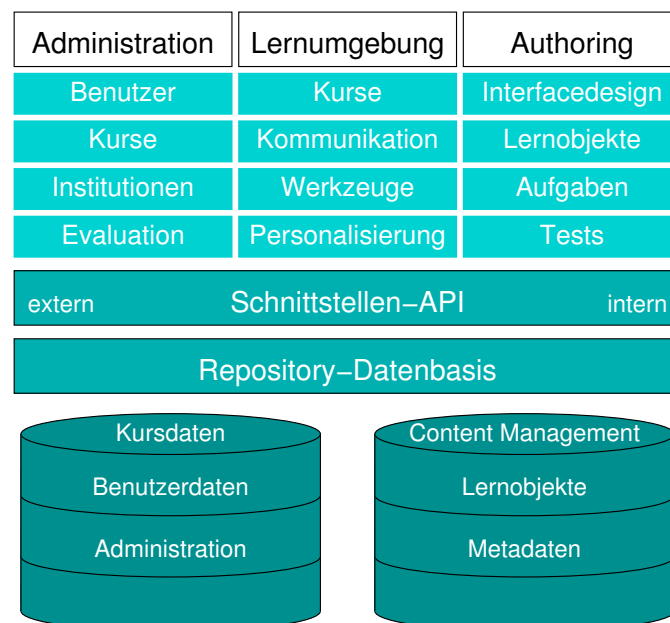 Administration Lernumgebung Authoring
Benutzer Kurse Interfacedesign
Kurse Kommunikation Lernobjekte
Institutionen Werkzeuge Aufgaben
Evaluation Personalisierung Tests
extern Schnittstellen−API intern
Repository−Datenbasis
Kursdaten Content Management
Benutzerdaten Lernobjekte
Administration Metadaten